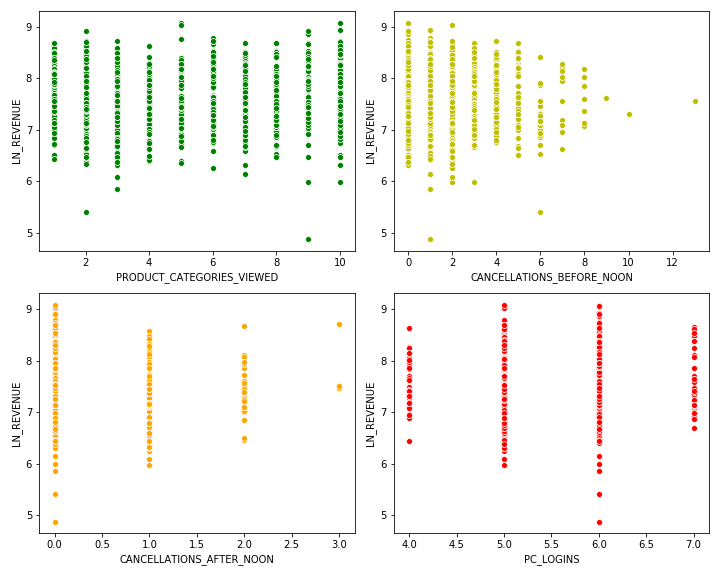 9
8
7
6
5
LN_REVENUE
2 4 6 8 10
PRODUCT_CATEGORIES_VIEWED
9
8
7
6
5
LN_REVENUE
0 2 4 6 8 10 12
CANCELLATIONS_BEFORE_NOON
9
8
7
6
5
LN_REVENUE
0.0 0.5 1.0 1.5 2.0 2.5 3.0
CANCELLATIONS_AFTER_NOON
9
8
7
6
5
LN_REVENUE
4.0 4.5 5.0 5.5 6.0 6.5 7.0
PC_LOGINS